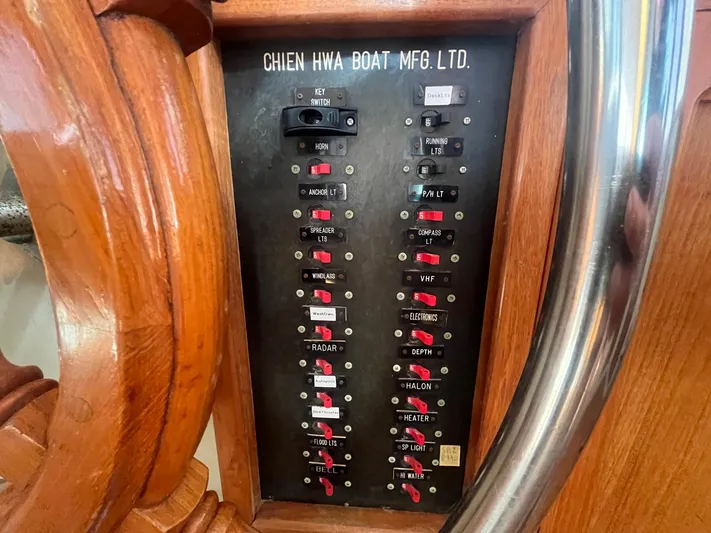 CHIEN HWA BOAT MFG. LTD.
KEY
SWITCH
HORN
ANCHOR LT
SPREADER
LTS
WINDLASS
RADAR
FLOOD LTS.
BELL
RUNNING
LTS
P/H LT
COMPASS
LT
VHF
ELECTRONICS
DEPTH
HALON
HEATER
SP LIGHT
HI WATER